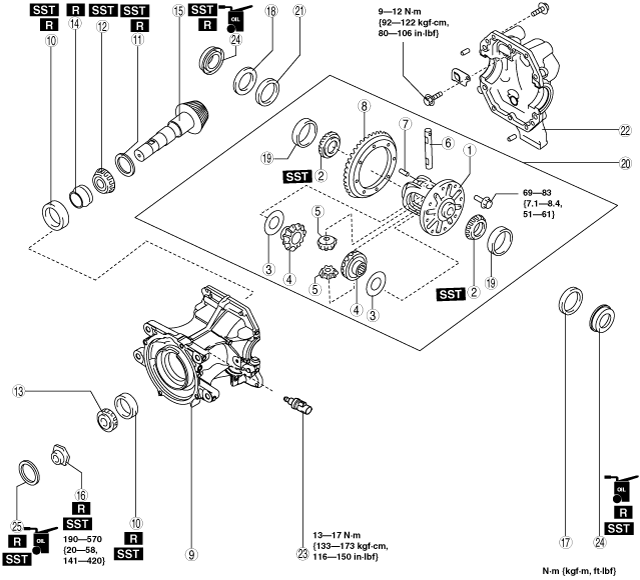 SST
R
10
R
14
SST
12
SST
R
11
15
SST
R
OIL
24
18
21
9—12 N·m
{92—122 kgf·cm,
80—106 in·lbf}
22
20
19
SST
2
8
7
6
1
69—83
{7.1—8.4,
51—61}
3
4
5
5
4
3
SST
2
19
13
10
R
SST
16
R
SST
190—570
{20—58,
141—420}
25
R
SST
OIL
9
23
13—17 N·m
{133—173 kgf·cm,
116—150 in·lbf}
17
OIL
R
SST
24
N·m {kgf·m, ft·lbf}